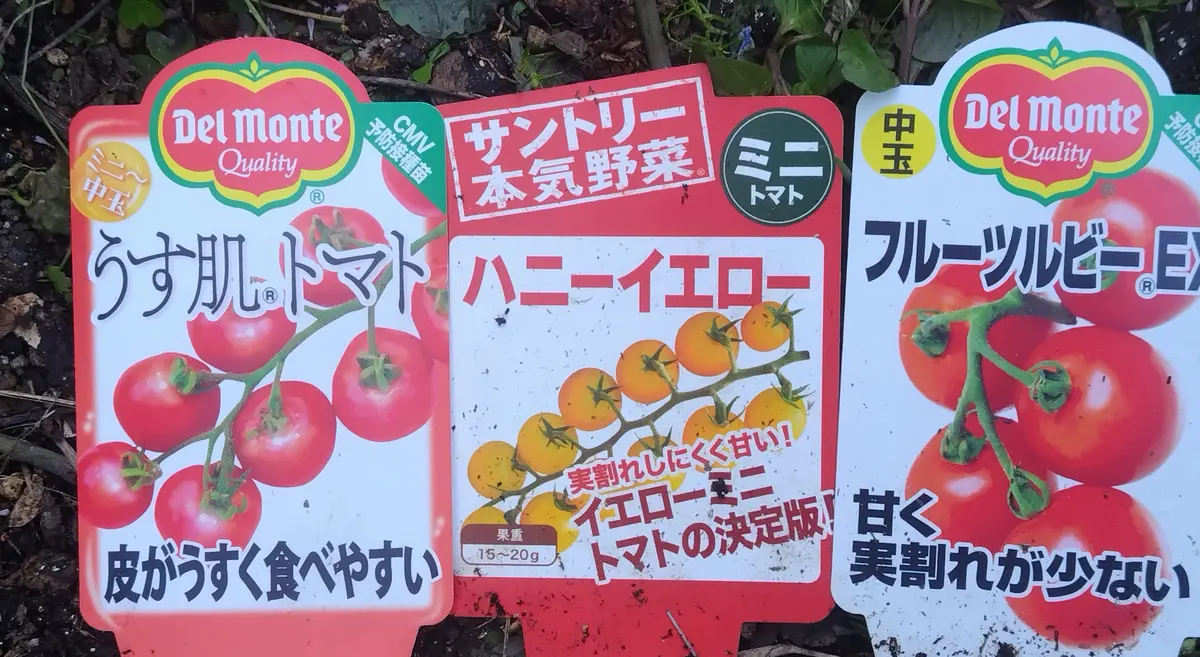 Del Monte
Quality
®
CMV
予防接種苗
ミニ～
中玉
うす肌®トマト
皮がうすく食べやすい
サントリー
本気野菜®
ミニ
トマト
ハニーイエロー
実割れしにくく甘い!
イエローミニ
トマトの決定版!
果重
15～20g
中玉
Del Monte
Quality
®
予防
フルーツルビー®EX
甘く
実割れが少ない